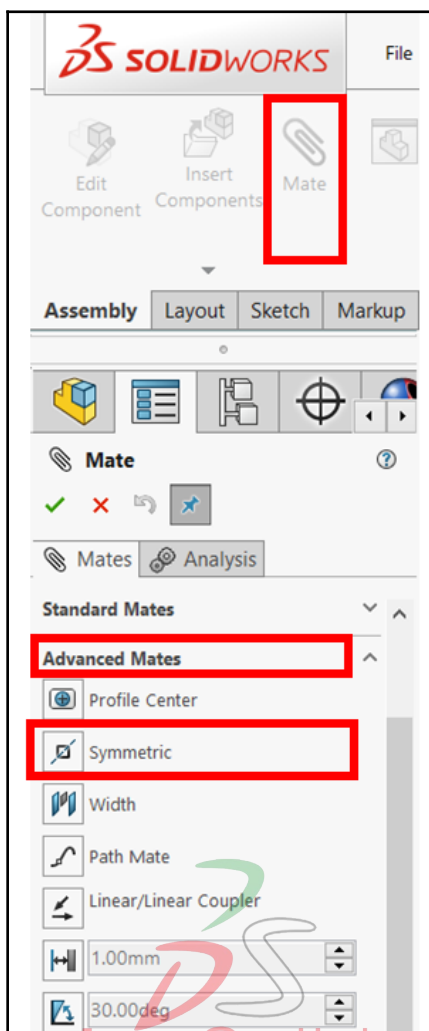 SOLIDWORKS
File
Edit
Component
Insert
Components
Mate
Assembly Layout Sketch Markup
Mate
Mates Analysis
Standard Mates
Advanced Mates
Profile Center
Symmetric
Width
Path Mate
Linear/Linear Coupler
1.00mm
30.00deg